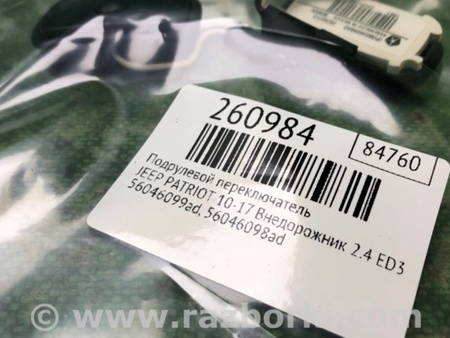 260984
84760
Подрулевой переключатель
JEEP PATRIOT 10-17 Внедорожник 2.4 ED3
56046099ad, 56046098ad
© www.razborka.com